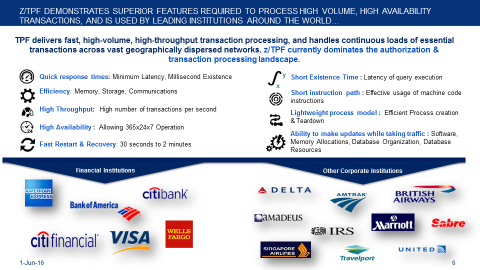 Z/TPF DEMONSTRATES SUPERIOR FEATURES REQUIRED TO PROCESS HIGH VOLUME, HIGH AVAILABILITY
TRANSACTIONS, AND IS USED BY LEADING INSTITUTIONS AROUND THE WORLD…
TPF delivers fast, high-volume, high-throughput transaction processing, and handles continuous loads of essential
transactions across vast geographically dispersed networks. z/TPF currently dominates the authorization &
transaction processing landscape.
Quick response times: Minimum Latency, Millisecond Existence
Efficiency: Memory, Storage, Communications
High Throughput: High number of transactions per second
High Availability : Allowing 365x24x7 Operation
Fast Restart & Recovery: 30 seconds to 2 minutes
y
x
Short Existence Time : Latency of query execution
Short instruction path : Effective usage of machine code
instructions
Lightweight process model : Efficient Process creation
& Teardown
Ability to make updates while taking traffic : Software,
Memory Allocations, Database Organization, Database
Resources
Financial Institutions
AMERICAN
EXPRESS
citibank
Bank of America
citifinancial
VISA
WELLS
FARGO
Other Corporate Institutions
DELTA
AMTRAK
BRITISH
AIRWAYS
AMADEUS
IRS
Marriott
Sabre
SINGAPORE
AIRLINES
Travelport
UNITED
1-Jun-16
6